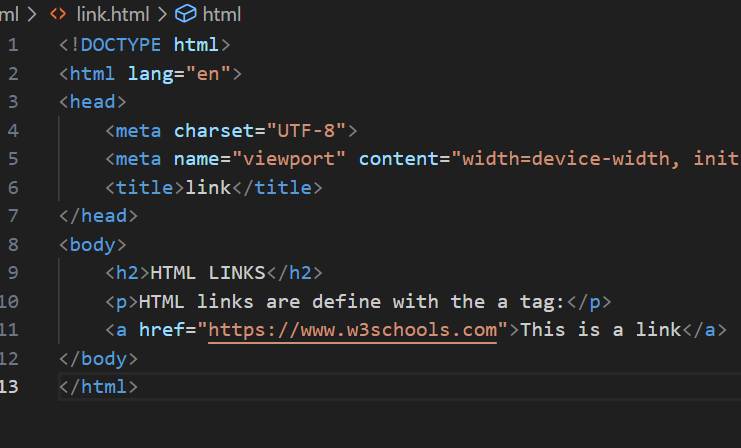 ml > <> link.html > html
1 <!DOCTYPE html>
2 <html lang="en">
3 <head>
4     <meta charset="UTF-8">
5     <meta name="viewport" content="width=device-width, init
6     <title>link</title>
7 </head>
8 <body>
9     <h2>HTML LINKS</h2>
10     <p>HTML links are define with the a tag:</p>
11     <a href="https://www.w3schools.com">This is a link</a>
12 </body>
13 </html>